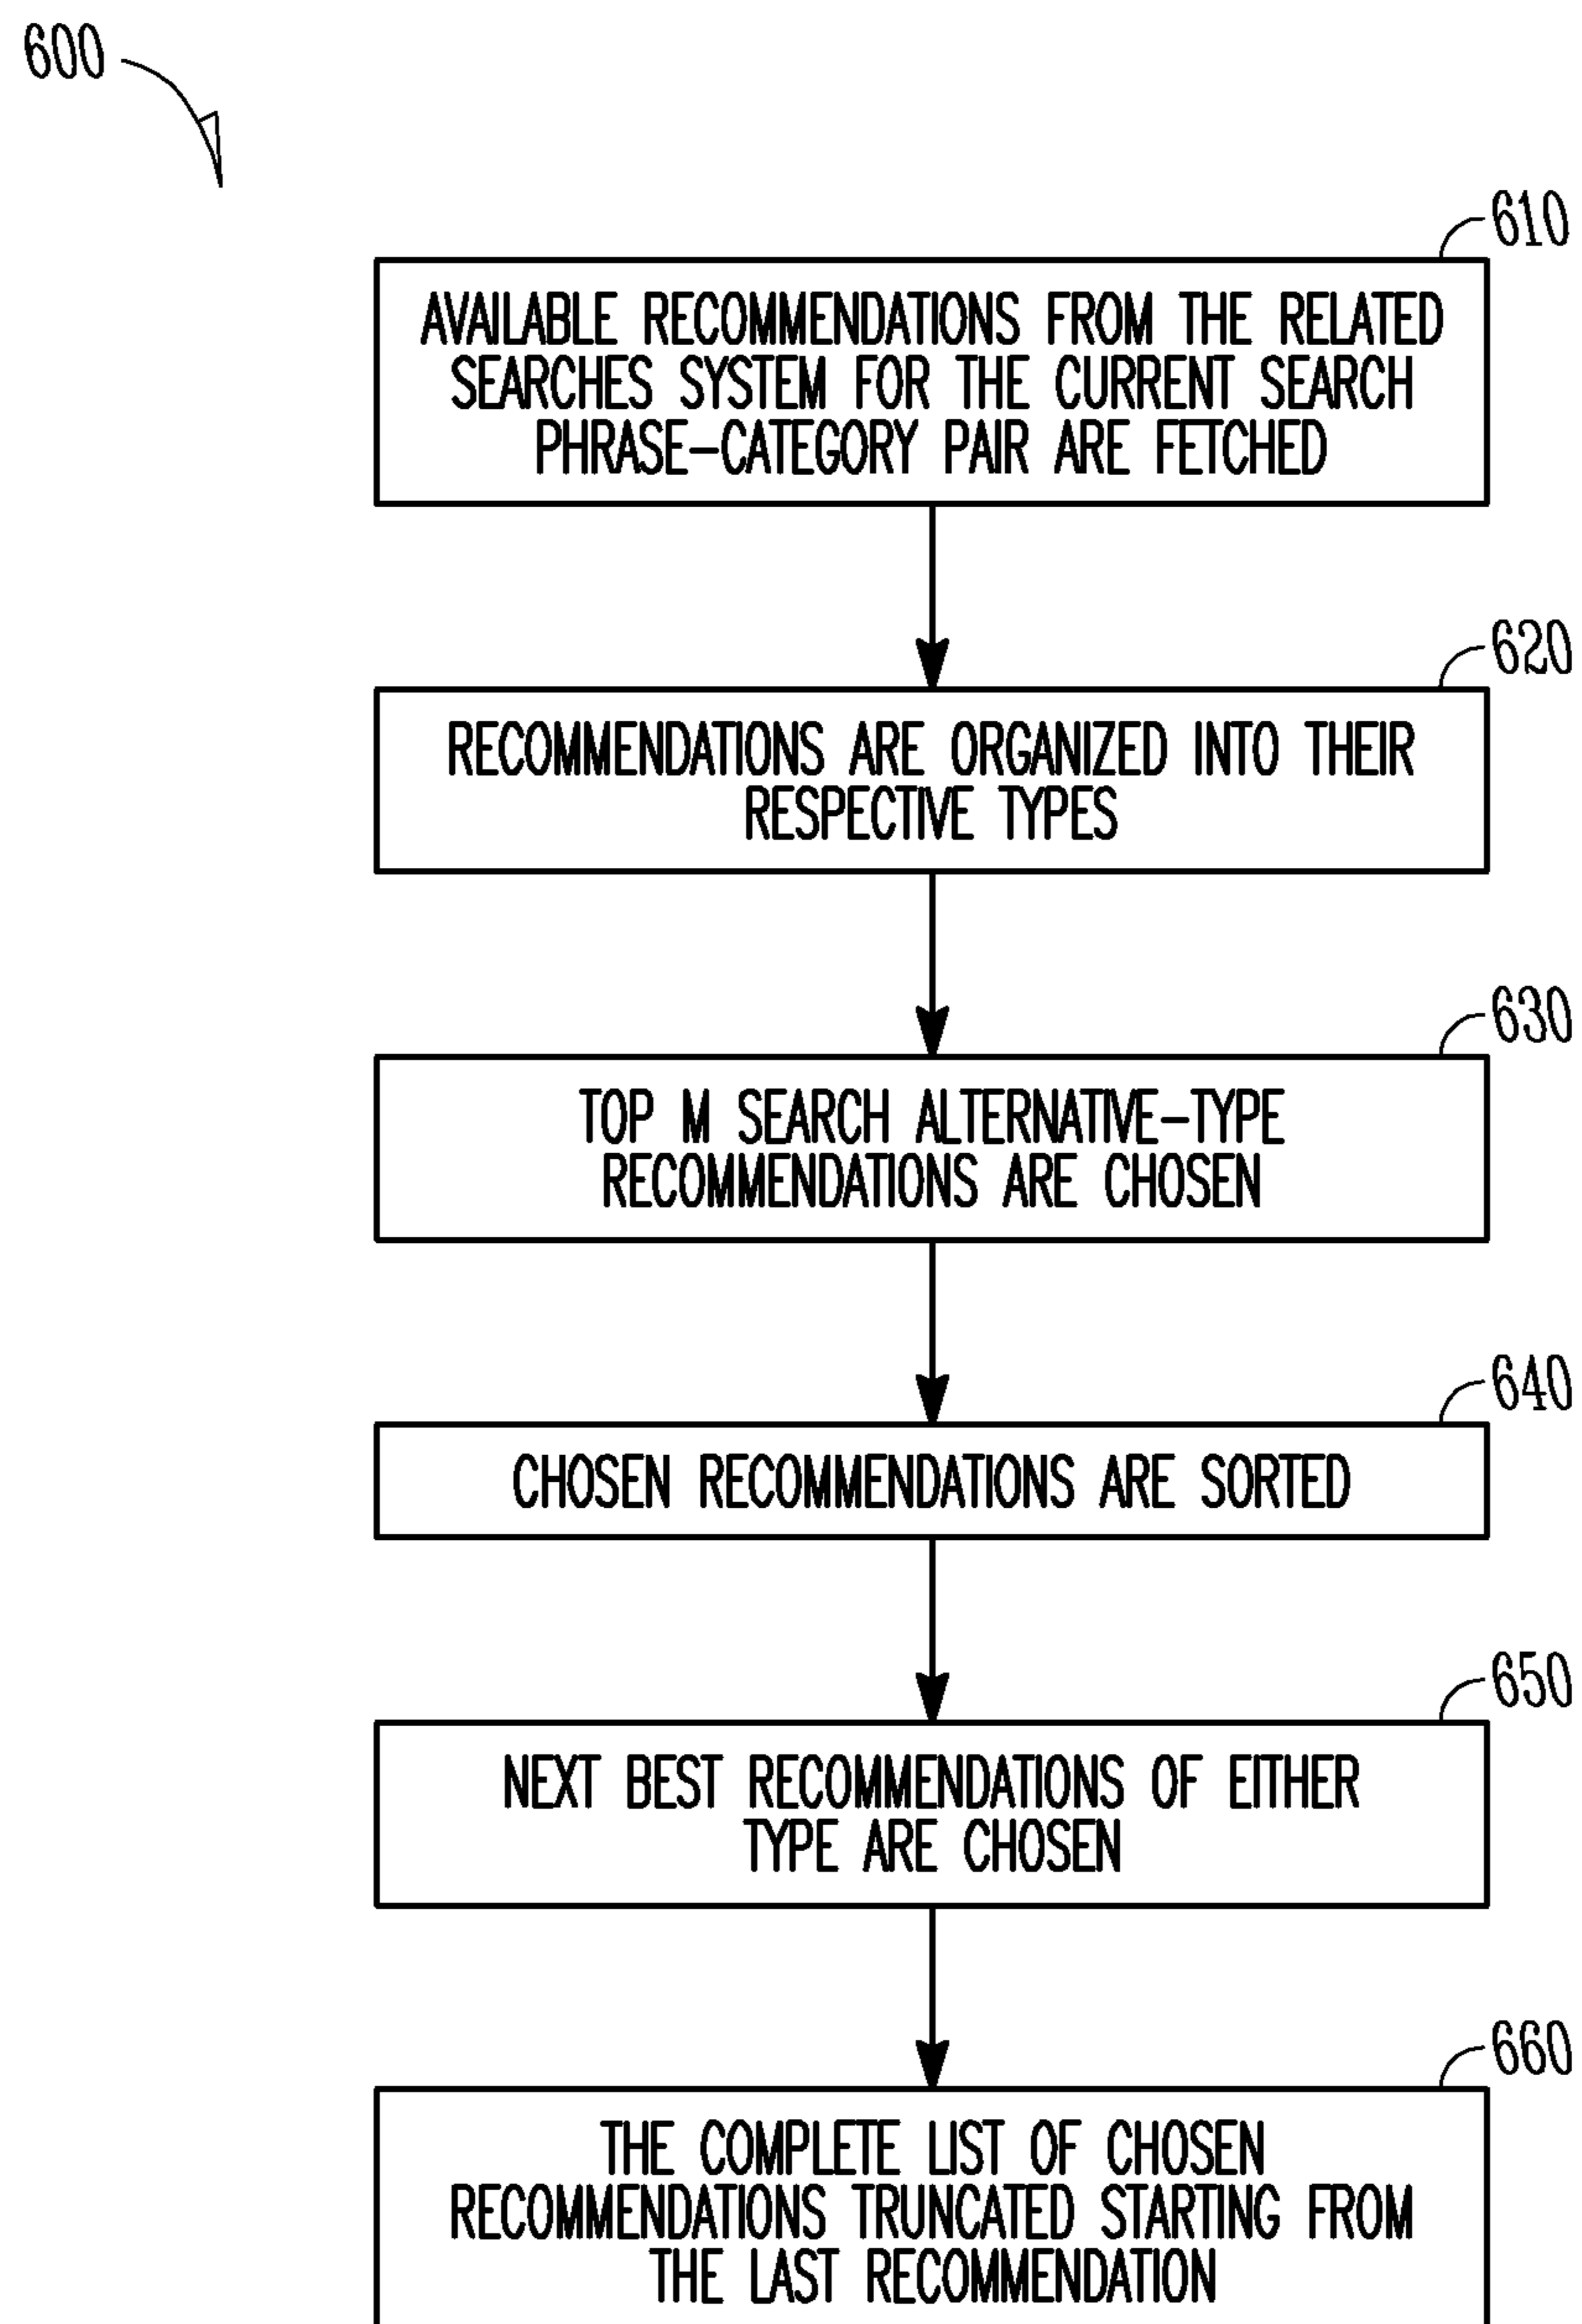 600
610
AVAILABLE RECOMMENDATIONS FROM THE RELATED
SEARCHES SYSTEM FOR THE CURRENT SEARCH
PHRASE-CATEGORY PAIR ARE FETCHED
620
RECOMMENDATIONS ARE ORGANIZED INTO THEIR
RESPECTIVE TYPES
630
TOP M SEARCH ALTERNATIVE-TYPE
RECOMMENDATIONS ARE CHOSEN
640
CHOSEN RECOMMENDATIONS ARE SORTED
650
NEXT BEST RECOMMENDATIONS OF EITHER
TYPE ARE CHOSEN
660
THE COMPLETE LIST OF CHOSEN
RECOMMENDATIONS TRUNCATED STARTING FROM
THE LAST RECOMMENDATION